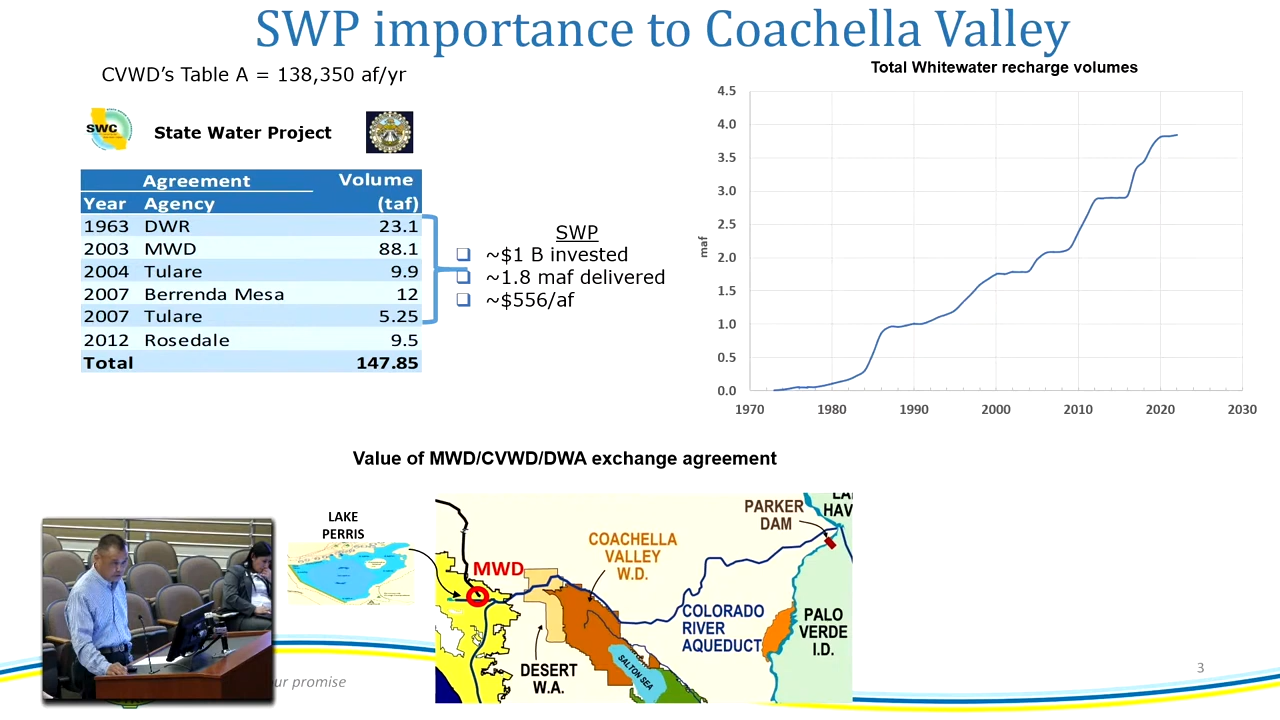 SWP importance to Coachella Valley
CVWD's Table A = 138,350 af/yr
SWC
State Water Project
Agreement Volume
Year Agency (taf)
1963 DWR 23.1
2003 MWD 88.1
2004 Tulare 9.9
2007 Berrenda Mesa 12
2007 Tulare 5.25
2012 Rosedale 9.5
Total 147.85
SWP
~$1 B invested
~1.8 maf delivered
~$556/af
Total Whitewater recharge volumes
4.5
4.0
3.5
3.0
2.5
2.0
1.5
1.0
0.5
0.0
maf
1970 1980 1990 2000 2010 2020 2030
Value of MWD/CVWD/DWA exchange agreement
LAKE
PERRIS
MWD
COACHELLA
VALLEY
W.D.
PARKER
DAM
HAV
COLORADO
RIVER
AQUEDUCT
PALO
VERDE
I.D.
DESERT
W.A.
SALTON SEA
our promise
3